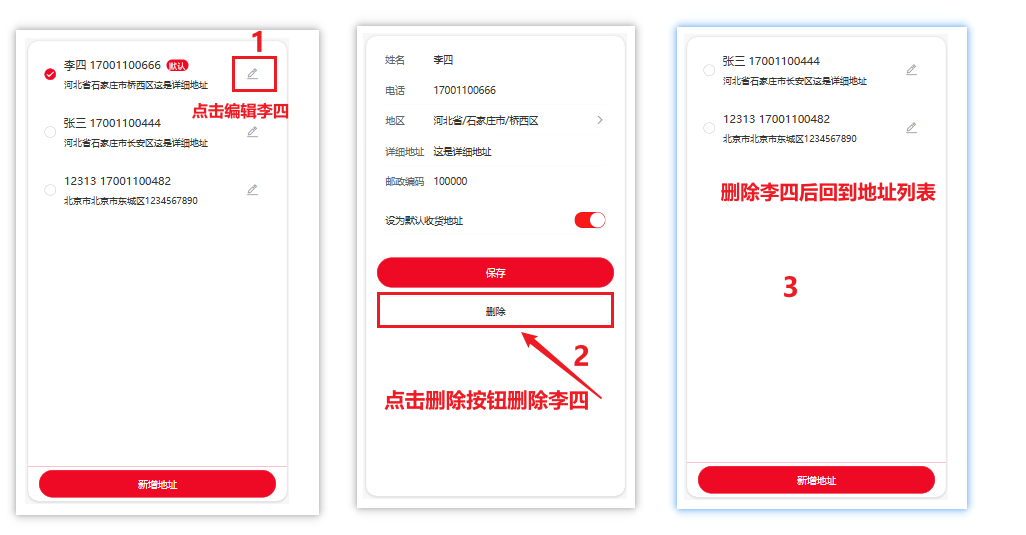 1
李四 17001100666 默认
河北省石家庄市桥西区这是详细地址
点击编辑李四
张三 17001100444
河北省石家庄市长安区这是详细地址
12313 17001100482
北京市北京市东城区1234567890
新增地址
姓名 李四
电话 17001100666
地区 河北省/石家庄市/桥西区
详细地址 这是详细地址
邮政编码 100000
设为默认收货地址
保存
删除
2
点击删除按钮删除李四
张三 17001100444
河北省石家庄市长安区这是详细地址
12313 17001100482
北京市北京市东城区1234567890
删除李四后回到地址列表
3
新增地址